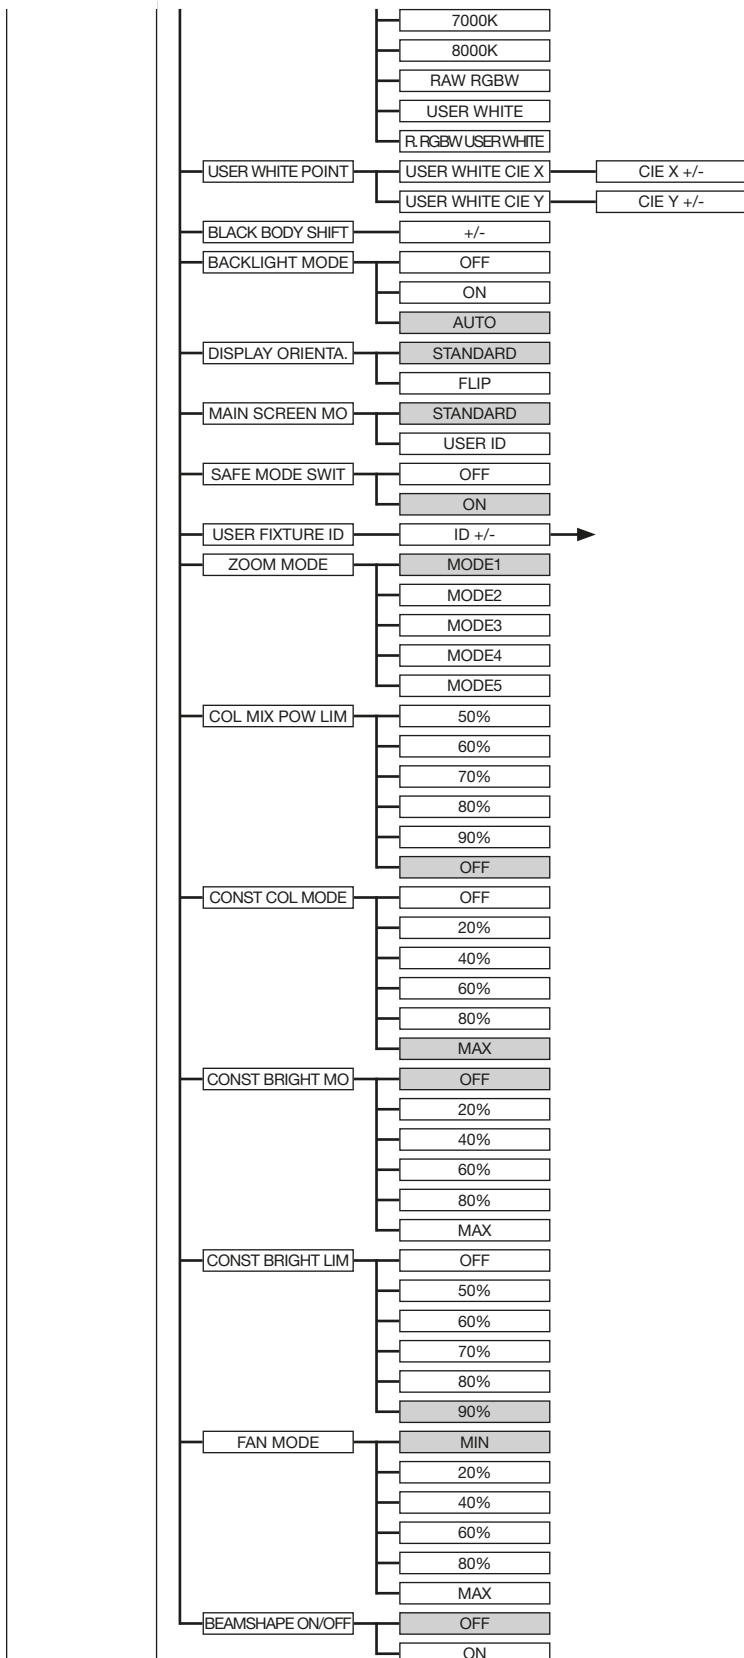 7000K
8000K
RAW RGBW
USER WHITE
R. RGBW USER WHITE
USER WHITE POINT USER WHITE CIE X CIE X +/-
USER WHITE CIE Y CIE Y +/-
BLACK BODY SHIFT +/-
BACKLIGHT MODE OFF
ON
AUTO
DISPLAY ORIENTA. STANDARD
FLIP
MAIN SCREEN MO STANDARD
USER ID
SAFE MODE SWIT OFF
ON
USER FIXTURE ID ID +/-
ZOOM MODE MODE1
MODE2
MODE3
MODE4
MODE5
COL MIX POW LIM 50%
60%
70%
80%
90%
OFF
CONST COL MODE OFF
20%
40%
60%
80%
MAX
CONST BRIGHT MO OFF
20%
40%
60%
80%
MAX
CONST BRIGHT LIM OFF
50%
60%
70%
80%
90%
FAN MODE MIN
20%
40%
60%
80%
MAX
BEAMSHAPE ON/OFF OFF
ON